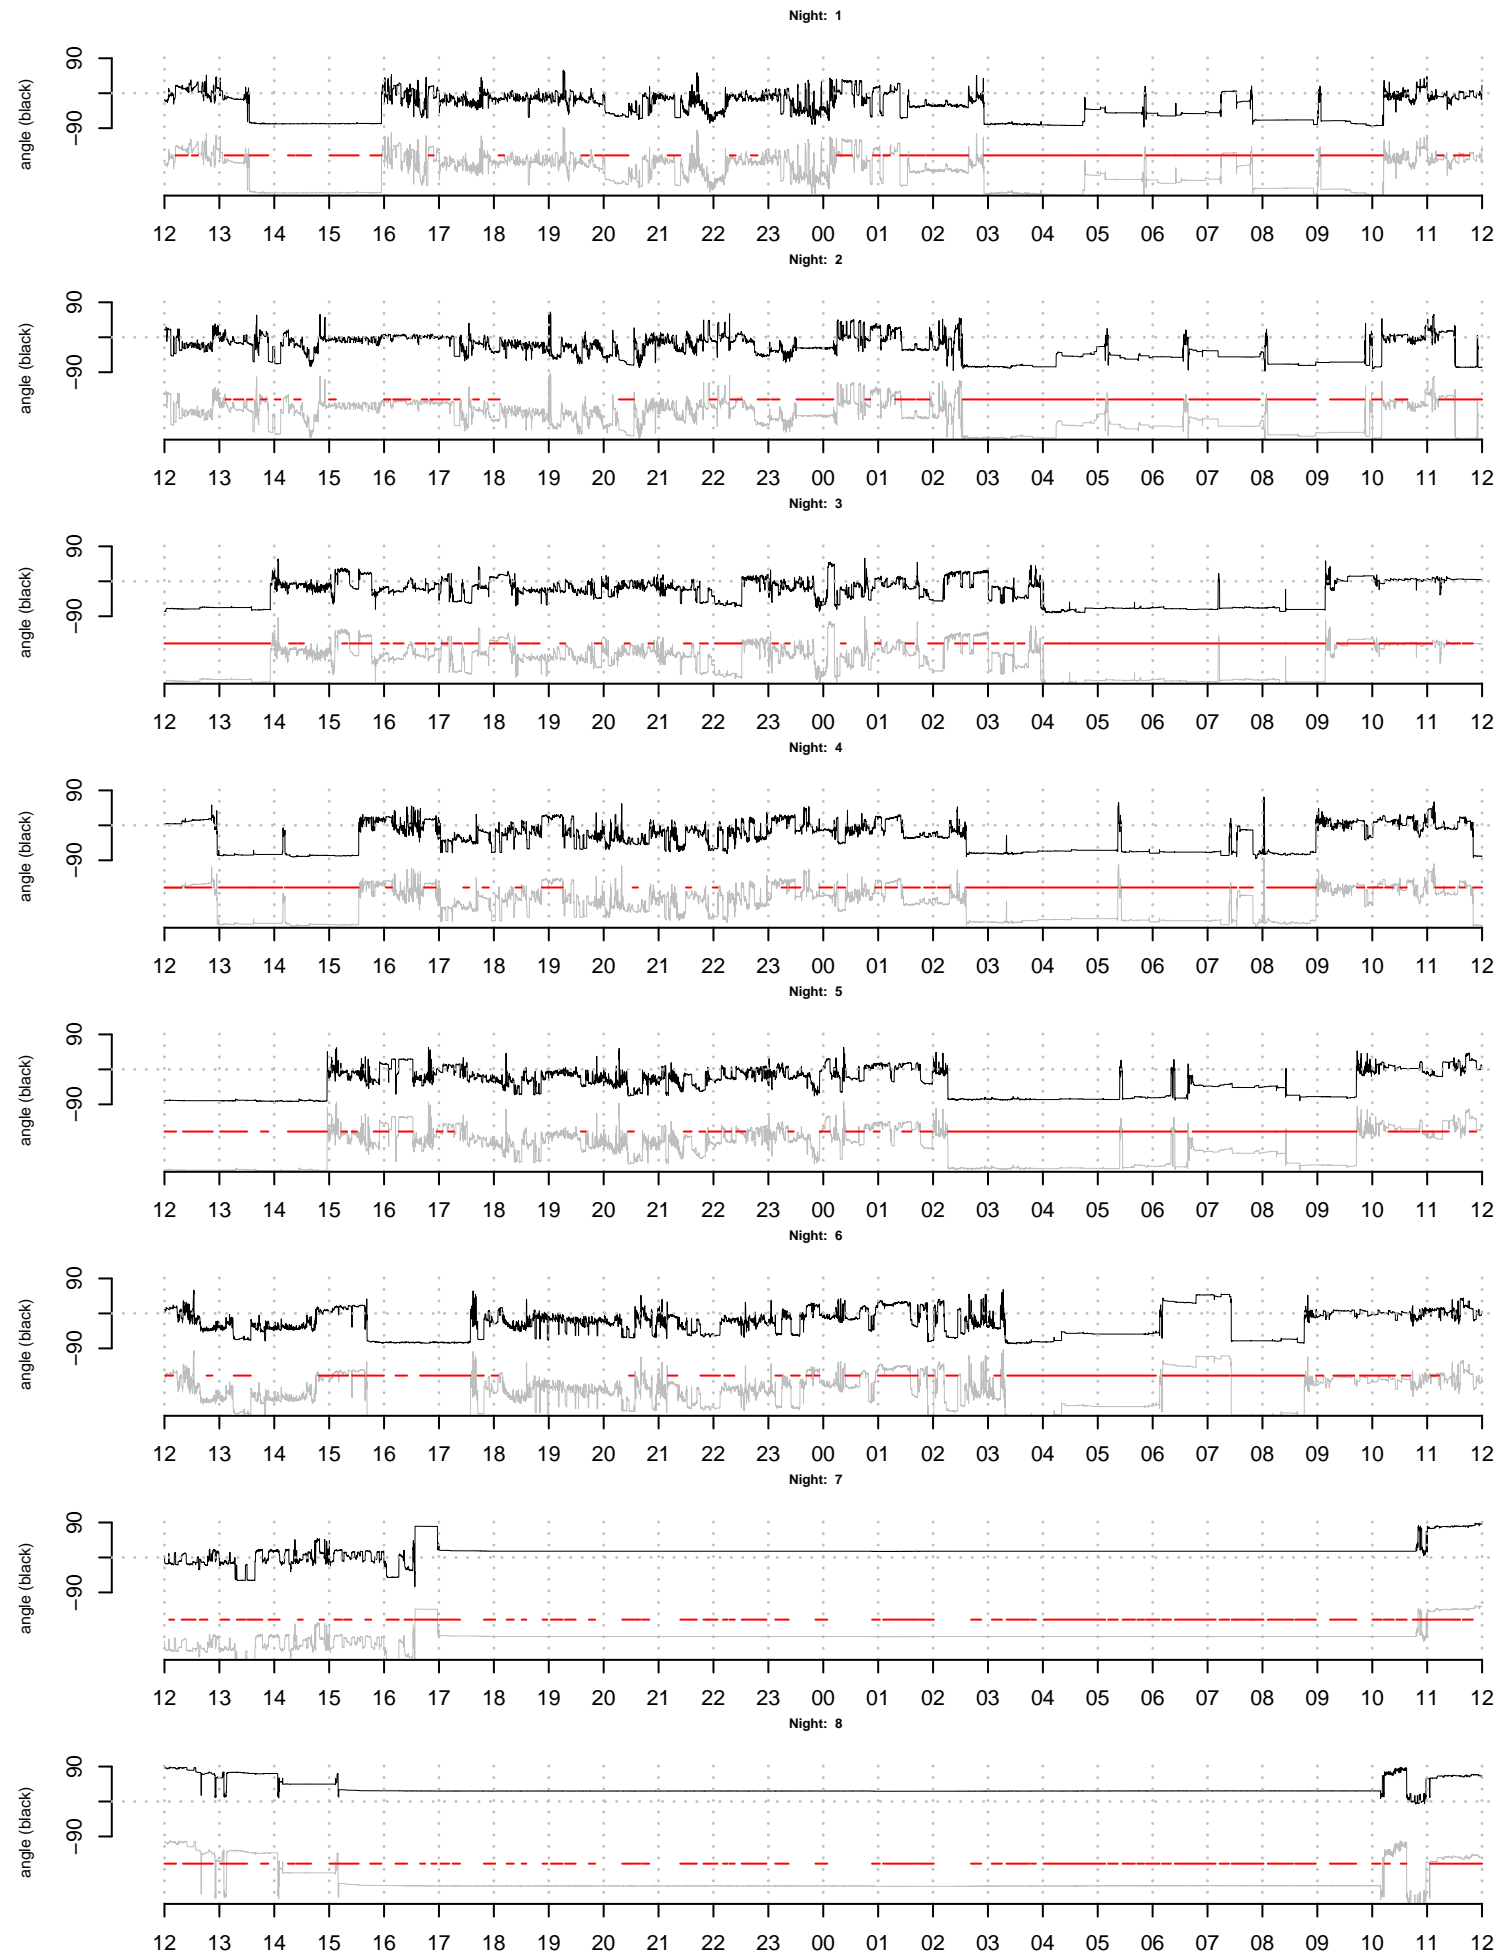 Night: 1
90
-90
angle (black)
12 13 14 15 16 17 18 19 20 21 22 23 00 01 02 03 04 05 06 07 08 09 10 11 12
Night: 2
90
-90
angle (black)
12 13 14 15 16 17 18 19 20 21 22 23 00 01 02 03 04 05 06 07 08 09 10 11 12
Night: 3
90
-90
angle (black)
12 13 14 15 16 17 18 19 20 21 22 23 00 01 02 03 04 05 06 07 08 09 10 11 12
Night: 4
90
-90
angle (black)
12 13 14 15 16 17 18 19 20 21 22 23 00 01 02 03 04 05 06 07 08 09 10 11 12
Night: 5
90
-90
angle (black)
12 13 14 15 16 17 18 19 20 21 22 23 00 01 02 03 04 05 06 07 08 09 10 11 12
Night: 6
90
-90
angle (black)
12 13 14 15 16 17 18 19 20 21 22 23 00 01 02 03 04 05 06 07 08 09 10 11 12
Night: 7
90
-90
angle (black)
12 13 14 15 16 17 18 19 20 21 22 23 00 01 02 03 04 05 06 07 08 09 10 11 12
Night: 8
90
-90
angle (black)
12 13 14 15 16 17 18 19 20 21 22 23 00 01 02 03 04 05 06 07 08 09 10 11 12